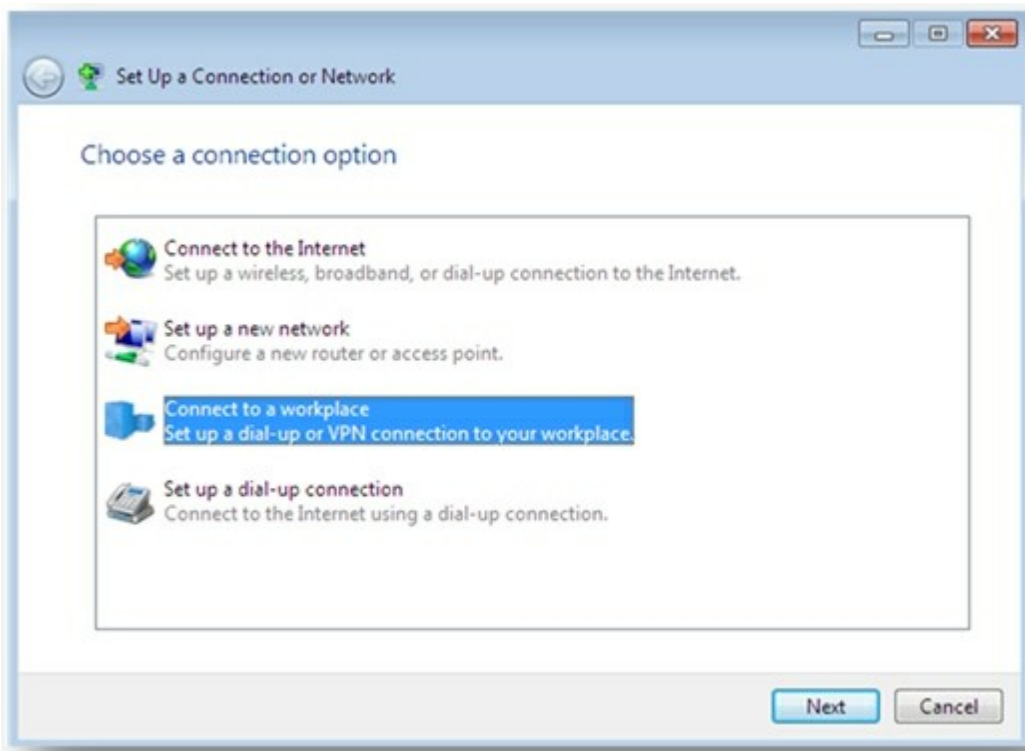 Set Up a Connection or Network
Choose a connection option
Connect to the Internet
Set up a wireless, broadband, or dial-up connection to the Internet.
Set up a new network
Configure a new router or access point.
Connect to a workplace
Set up a dial-up or VPN connection to your workplace.
Set up a dial-up connection
Connect to the Internet using a dial-up connection.
Next Cancel